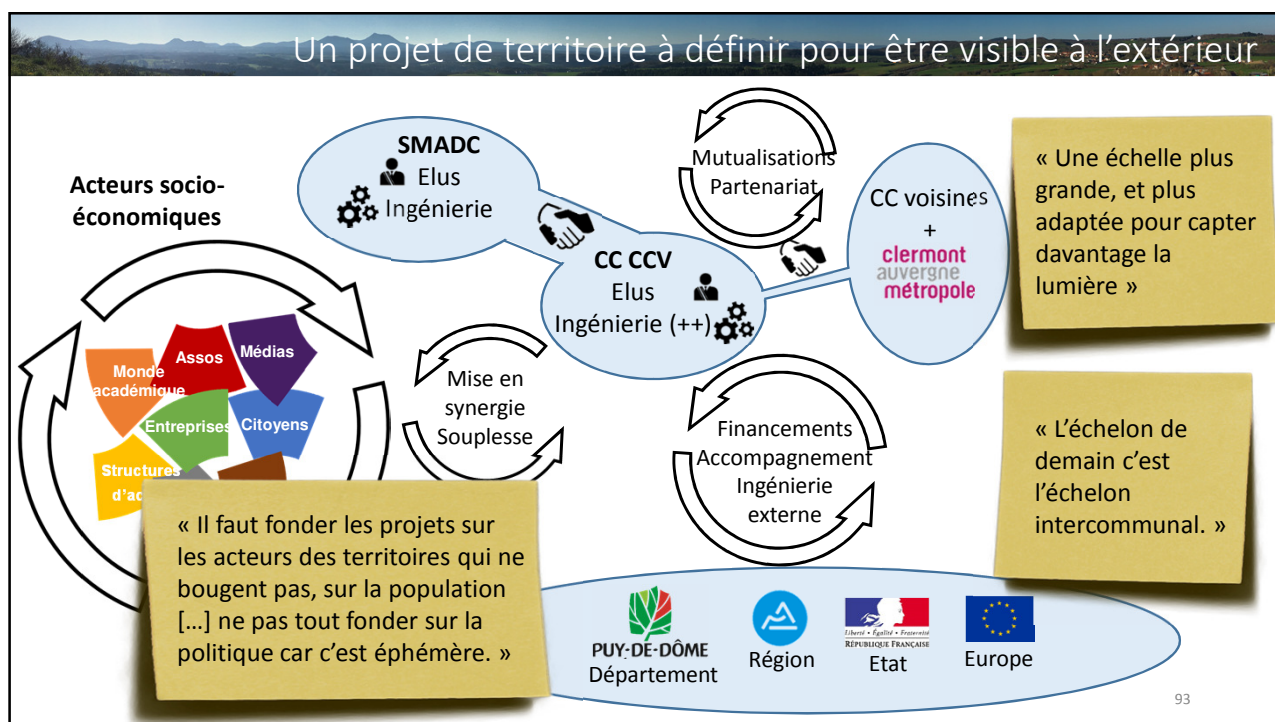 Un projet de territoire à définir pour être visible à l'extérieur
SMADC
Elus
Ingénierie
Acteurs socio-
économiques
Mutualisations
Partenariat
CC voisines
+
clermont
auvergne
métropole
« Une échelle plus
grande, et plus
adaptée pour capter
davantage la
lumière »
CC CCV
Elus
Ingénierie (++)
Médias
Assos
Monde
académique
Entreprises
Citoyens
Structures
Mise en
synergie
Souplesse
Financements
Accompagnement
Ingénierie
externe
« L'échelon de
demain c'est
l'échelon
intercommunal. »
« Il faut fonder les projets sur
les acteurs des territoires qui ne
bougent pas, sur la population
[…] ne pas tout fonder sur la
politique car c'est éphémère. »
PUY-DE-DÔME
Département
Région
Liberté • Égalité • Fraternité
RÉPUBLIQUE FRANÇAISE
Etat
Europe
93